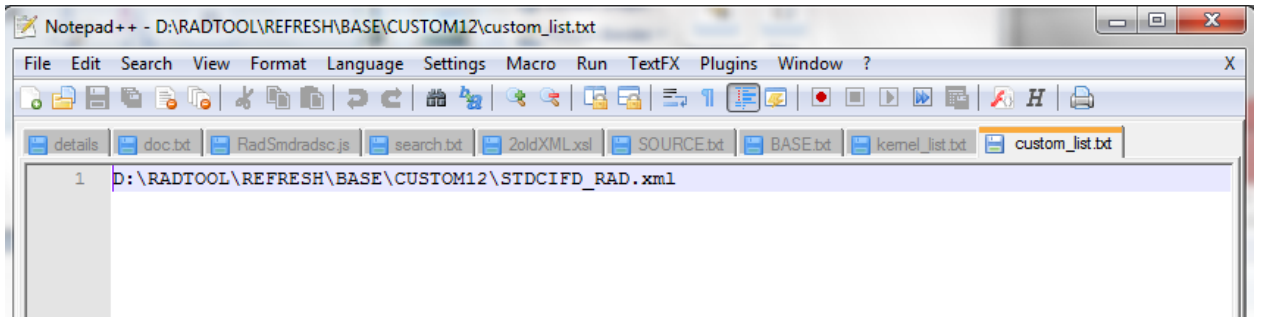 Notepad++ - D:\RADTOOL\REFRESH\BASE\CUSTOM12\custom_list.txt
File Edit Search View Format Language Settings Macro Run TextFX Plugins Window ? X
details doc.txt RadSmdradsc.js search.txt 2oldXML.xsl SOURCE.txt BASE.txt kernel_list.txt custom_list.txt
1 D:\RADTOOL\REFRESH\BASE\CUSTOM12\STDCIFD_RAD.xml